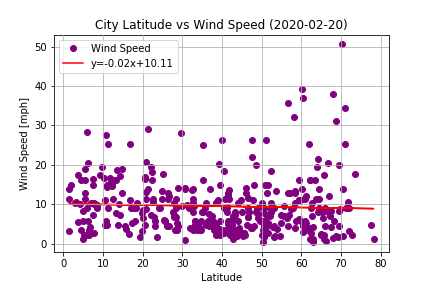 City Latitude vs Wind Speed (2020-02-20)
Wind Speed
y=-0.02x+10.11
Wind Speed [mph]
50
40
30
20
10
0
0 10 20 30 40 50 60 70 80
Latitude